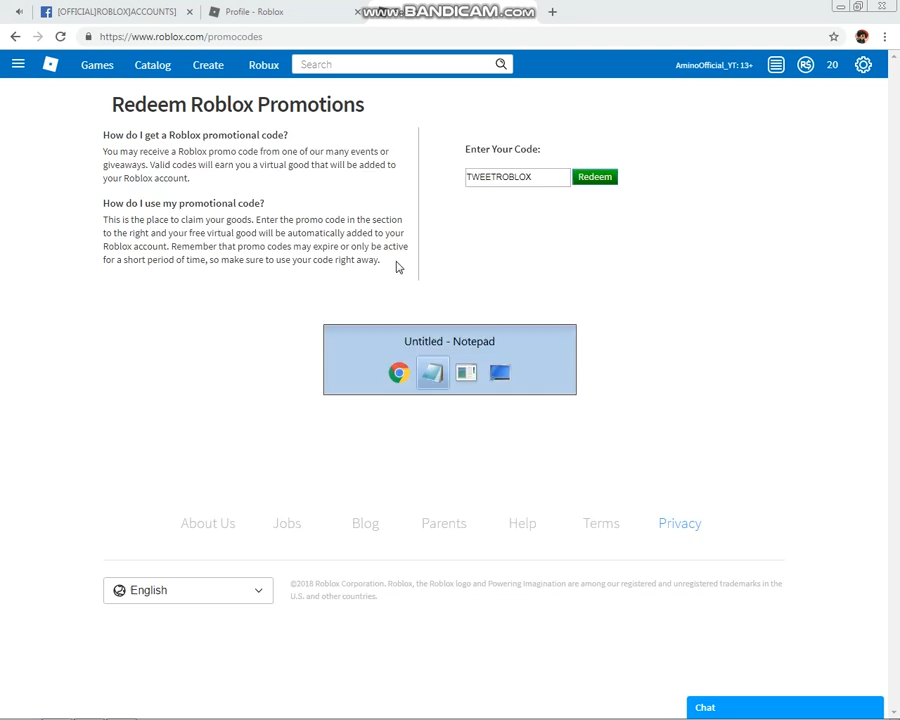 [OFFICIAL]ROBLOX]ACCOUNTS]
Profile - Roblox
www.BANDICAM.com
https://www.roblox.com/promocodes
Games Catalog Create Robux Search AminoOfficial_YT: 13+ 20
Redeem Roblox Promotions
How do I get a Roblox promotional code?
You may receive a Roblox promo code from one of our many events or
giveaways. Valid codes will earn you a virtual good that will be added to
your Roblox account.
How do I use my promotional code?
This is the place to claim your goods. Enter the promo code in the section
to the right and your free virtual good will be automatically added to your
Roblox account. Remember that promo codes may expire or only be active
for a short period of time, so make sure to use your code right away.
Enter Your Code:
TWEETROBLOX Redeem
Untitled - Notepad
About Us Jobs Blog Parents Help Terms Privacy
English
©2018 Roblox Corporation. Roblox, the Roblox logo and Powering Imagination are among our registered and unregistered trademarks in the
U.S. and other countries.
Chat